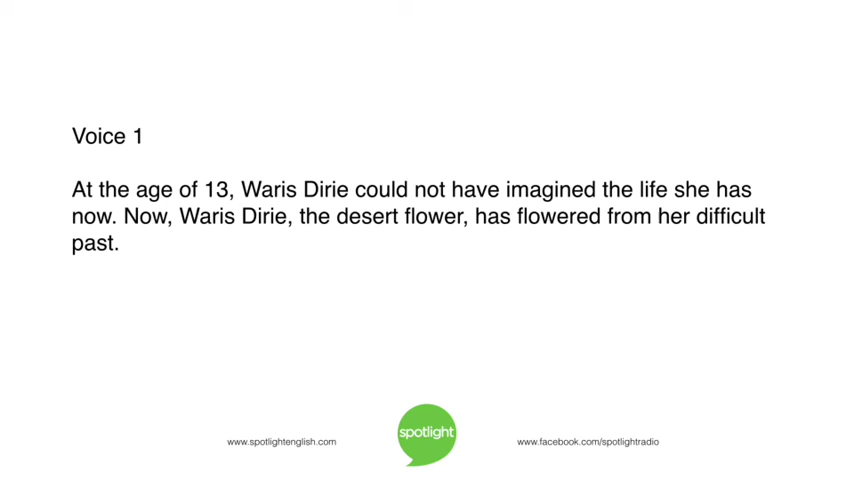 Voice 1
At the age of 13, Waris Dirie could not have imagined the life she has
now. Now, Waris Dirie, the desert flower, has flowered from her difficult
past.
spotlight
www.spotlightenglish.com
www.facebook.com/spotlightradio